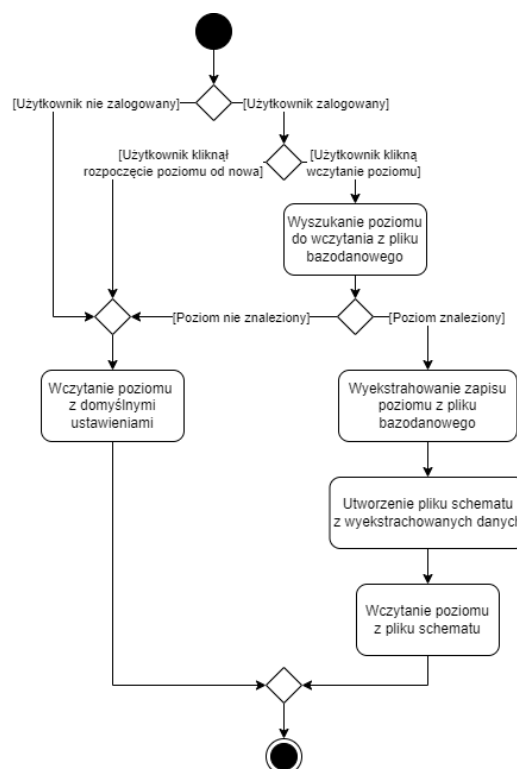 [Użytkownik nie zalogowany]
[Użytkownik zalogowany]
[Użytkownik kliknął
rozpoczęcie poziomu od nowa]
[Użytkownik klikną
wczytanie poziomu]
Wyszukanie poziomu
do wczytania z pliku
bazodanowego
[Poziom nie znaleziony]
[Poziom znaleziony]
Wczytanie poziomu
z domyślnymi
ustawieniami
Wyekstrahowanie zapisu
poziomu z pliku
bazodanowego
Utworzenie pliku schematu
z wyekstrachowanych danych
Wczytanie poziomu
z pliku schematu